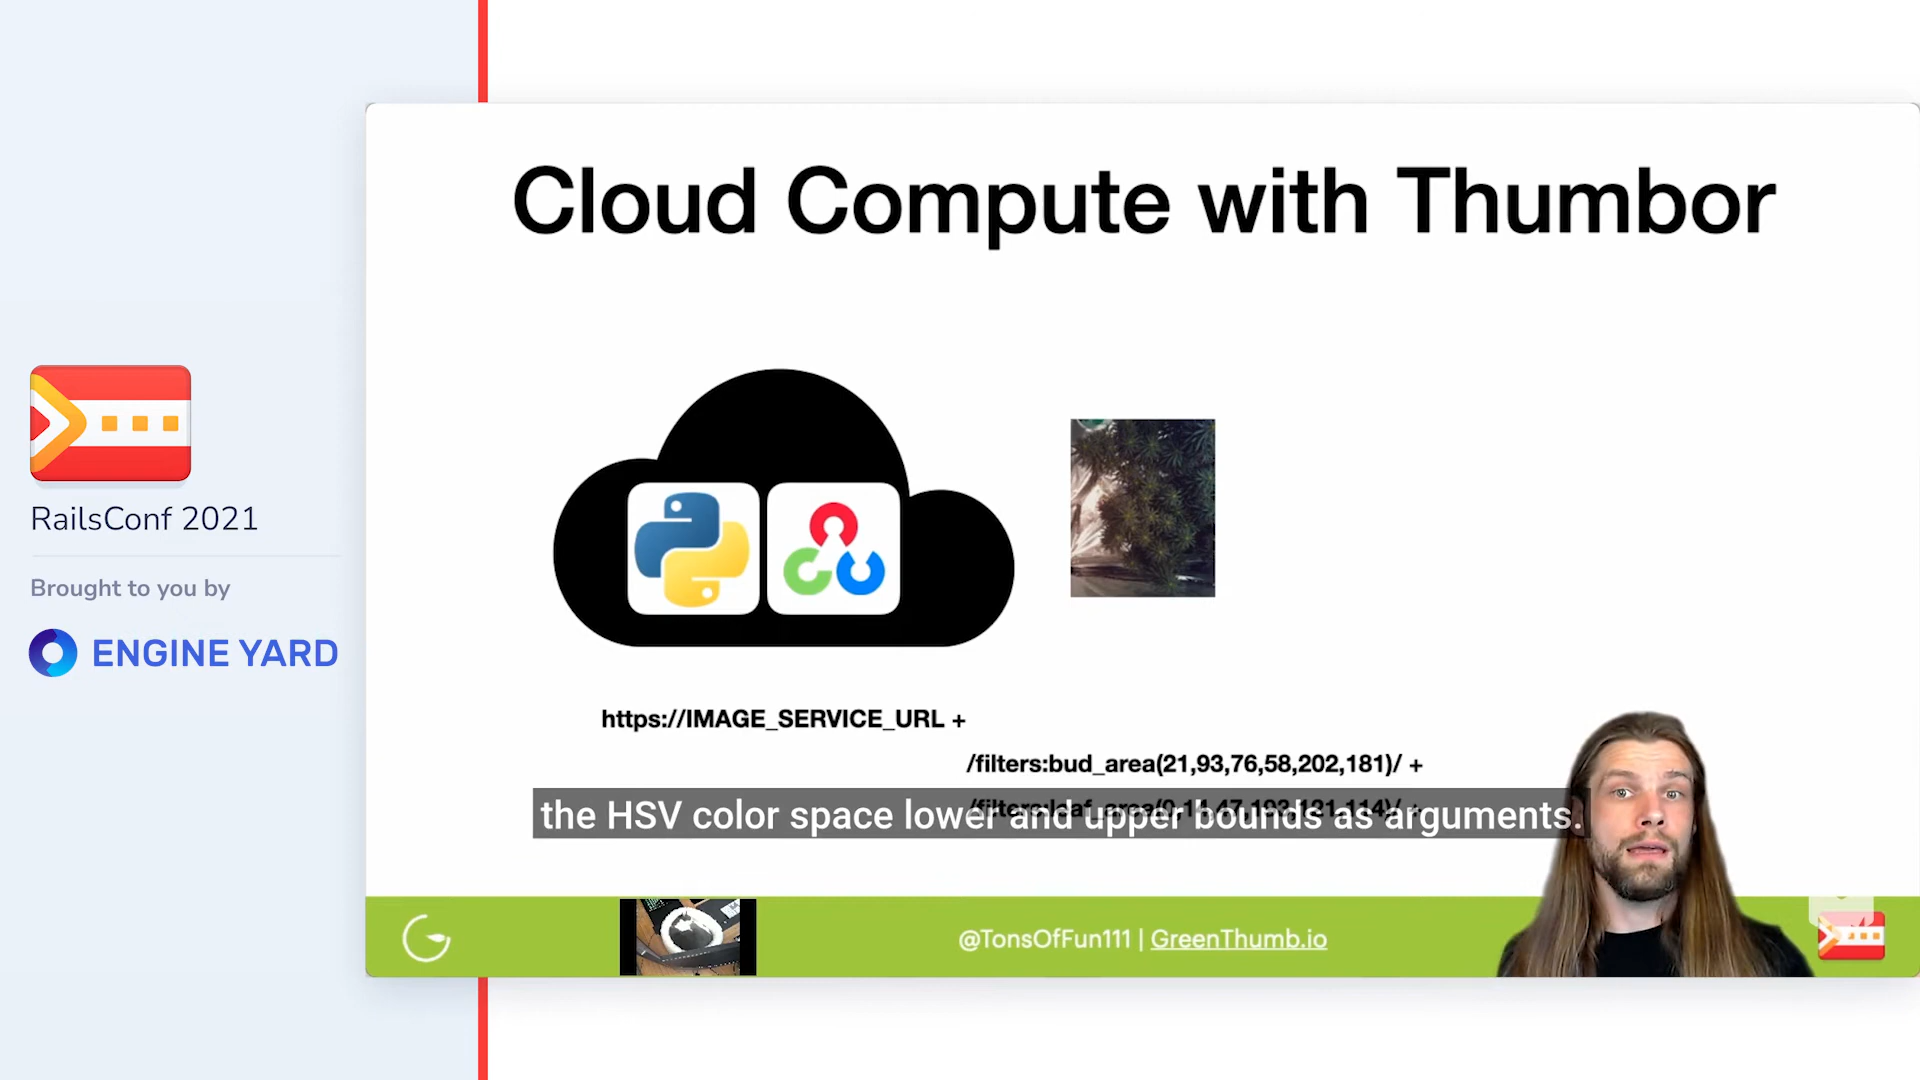 Cloud Compute with Thumbor
RailsConf 2021
Brought to you by
ENGINE YARD
https://IMAGE_SERVICE_URL +
/filters:bud_area(21,93,76,58,202,181)/ +
the HSV color space lower and upper bounds as arguments.
@TonsOfFun111 | GreenThumb.io